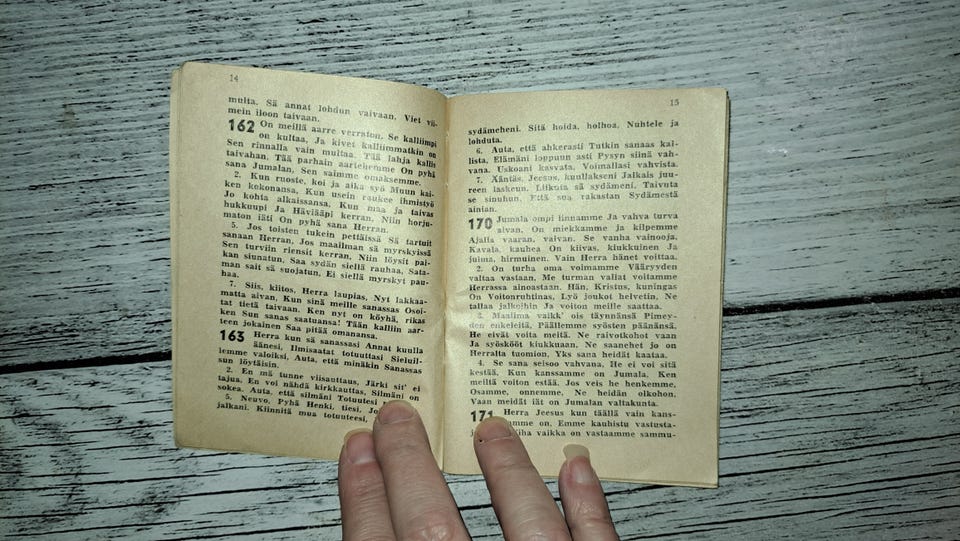 14
multa, Sä annat lohdun vaivaan, Viet vii-
mein iloon taivaan.
162 On meillä aarre verraton, Se kalliimpi
on kultaa, Ja kivet kalliimmatkin on
Sen rinnalla vain multaa. Tää lahja kallis
taivahan, Tää parhain aartehemme On pyhä
sana Jumalan, Sen saimme omaksemme.
2. Kun ruoste, koi ja aika syö Muun kai-
ken kokonansa, Kun usein raukee ihmistyö
Jo kohta alkaissansa, Kun maa ja taivas
hukkuupi Ja Häviääpi kerran, Niin horju-
maton iäti On pyhä sana Herran.
5. Jos toisten tukein pettäissä Sä tartuit
sanaan Herran, Jos maailman sä myrskyissä
Sen turviin riensit kerran, Niin löysit pai-
kan siunatun, Saa sydän siellä rauhaa, Sata-
man sait sä suojatun, Ei siellä myrskyt pau-
haa.
7. Siis, kiitos, Herra laupias, Nyt lakkaa-
matta aivan, Kun sinä meille sanassas Osoi-
tat tietä taivaan. Ken nyt on köyhä, rikas
ken Sun sanas saatuansa! Tään kalliin aar-
teen jokainen Saa pitää omanansa.
163 Herra kun sä sanassasi Annat kuulla
äänesi, Ilmisaatat totuuttasi Sieluil-
lemme valoiksi, Auta, että minäkin Sanassas
sun löytäisin.
2. En mä tunne viisauttas, Järki sit' ei
tajua, En voi nähdä kirkkauttas, Silmäni on
sokea. Auta, että silmäni Totuutesi
5. Neuvo, Pyhä Henki, tiesi,
jalkani. Kiinnitä mua totuuteesi,
15
sydämeheni. Sitä hoida, holhoa, Nuhtele ja
lohduta.
6. Auta, että ahkerasti Tutkin sanaas kal-
lista, Elämäni loppuun asti Pysyn siinä vah-
vana. Uskoani kasvata, Voimallasi vahvista.
7. Xäntäs, Jeesus, kuullakseni Jalkais juu-
reen laskeun. Liikuta sä sydämeni, Taivuta
se sinuhun, Että sua rakastan Sydämestä
ainian.
170 Jumala ompi linnamme Ja vahva turva
aivan, On miekkamme ja kilpemme
Ajalla vaaran, vaivan. Se vanha vainooja,
Kavala, kauhea On kiivas, kiukkuinen Ja
julma, hirmuinen. Vain Herra hänet voittaa.
2. On turha oma voimamme Vääryyden
valtaa vastaan. Me turman valiat voitamme
Herrassa ainoastaan. Hän, Kristus, kuningas
On Voitonruhtinas, Lyö joukot helvetin, Ne
tallaa jalkoihin Ja voiton meille saattaa.
3. Maailma vaikk' ois täynnänsä Pimey-
den enkeleitä, Päällemme syösten päänänsä,
He eivät voita meitä. Ne raivotkohot vaan
Ja syöskööt kiukkuaan, Ne saanehet jo on
Herralta tuomion, Yks sana heidät kaataa.
4. Se sana seisoo vahvana, He ei voi sitä
kestää, Kun kanssamme on Jumala, Ken
meiltä voiton estää. Jos veis he henkemme,
Osamme, onnemme, Ne heidän olkohon,
Vaan meidät iät on Jumalan valtakunta.
171 Herra Jeesus kun täällä vain kans-
samme on, Emme kauhistu vastusta-
Viha vaikka on vastaamme sammu-